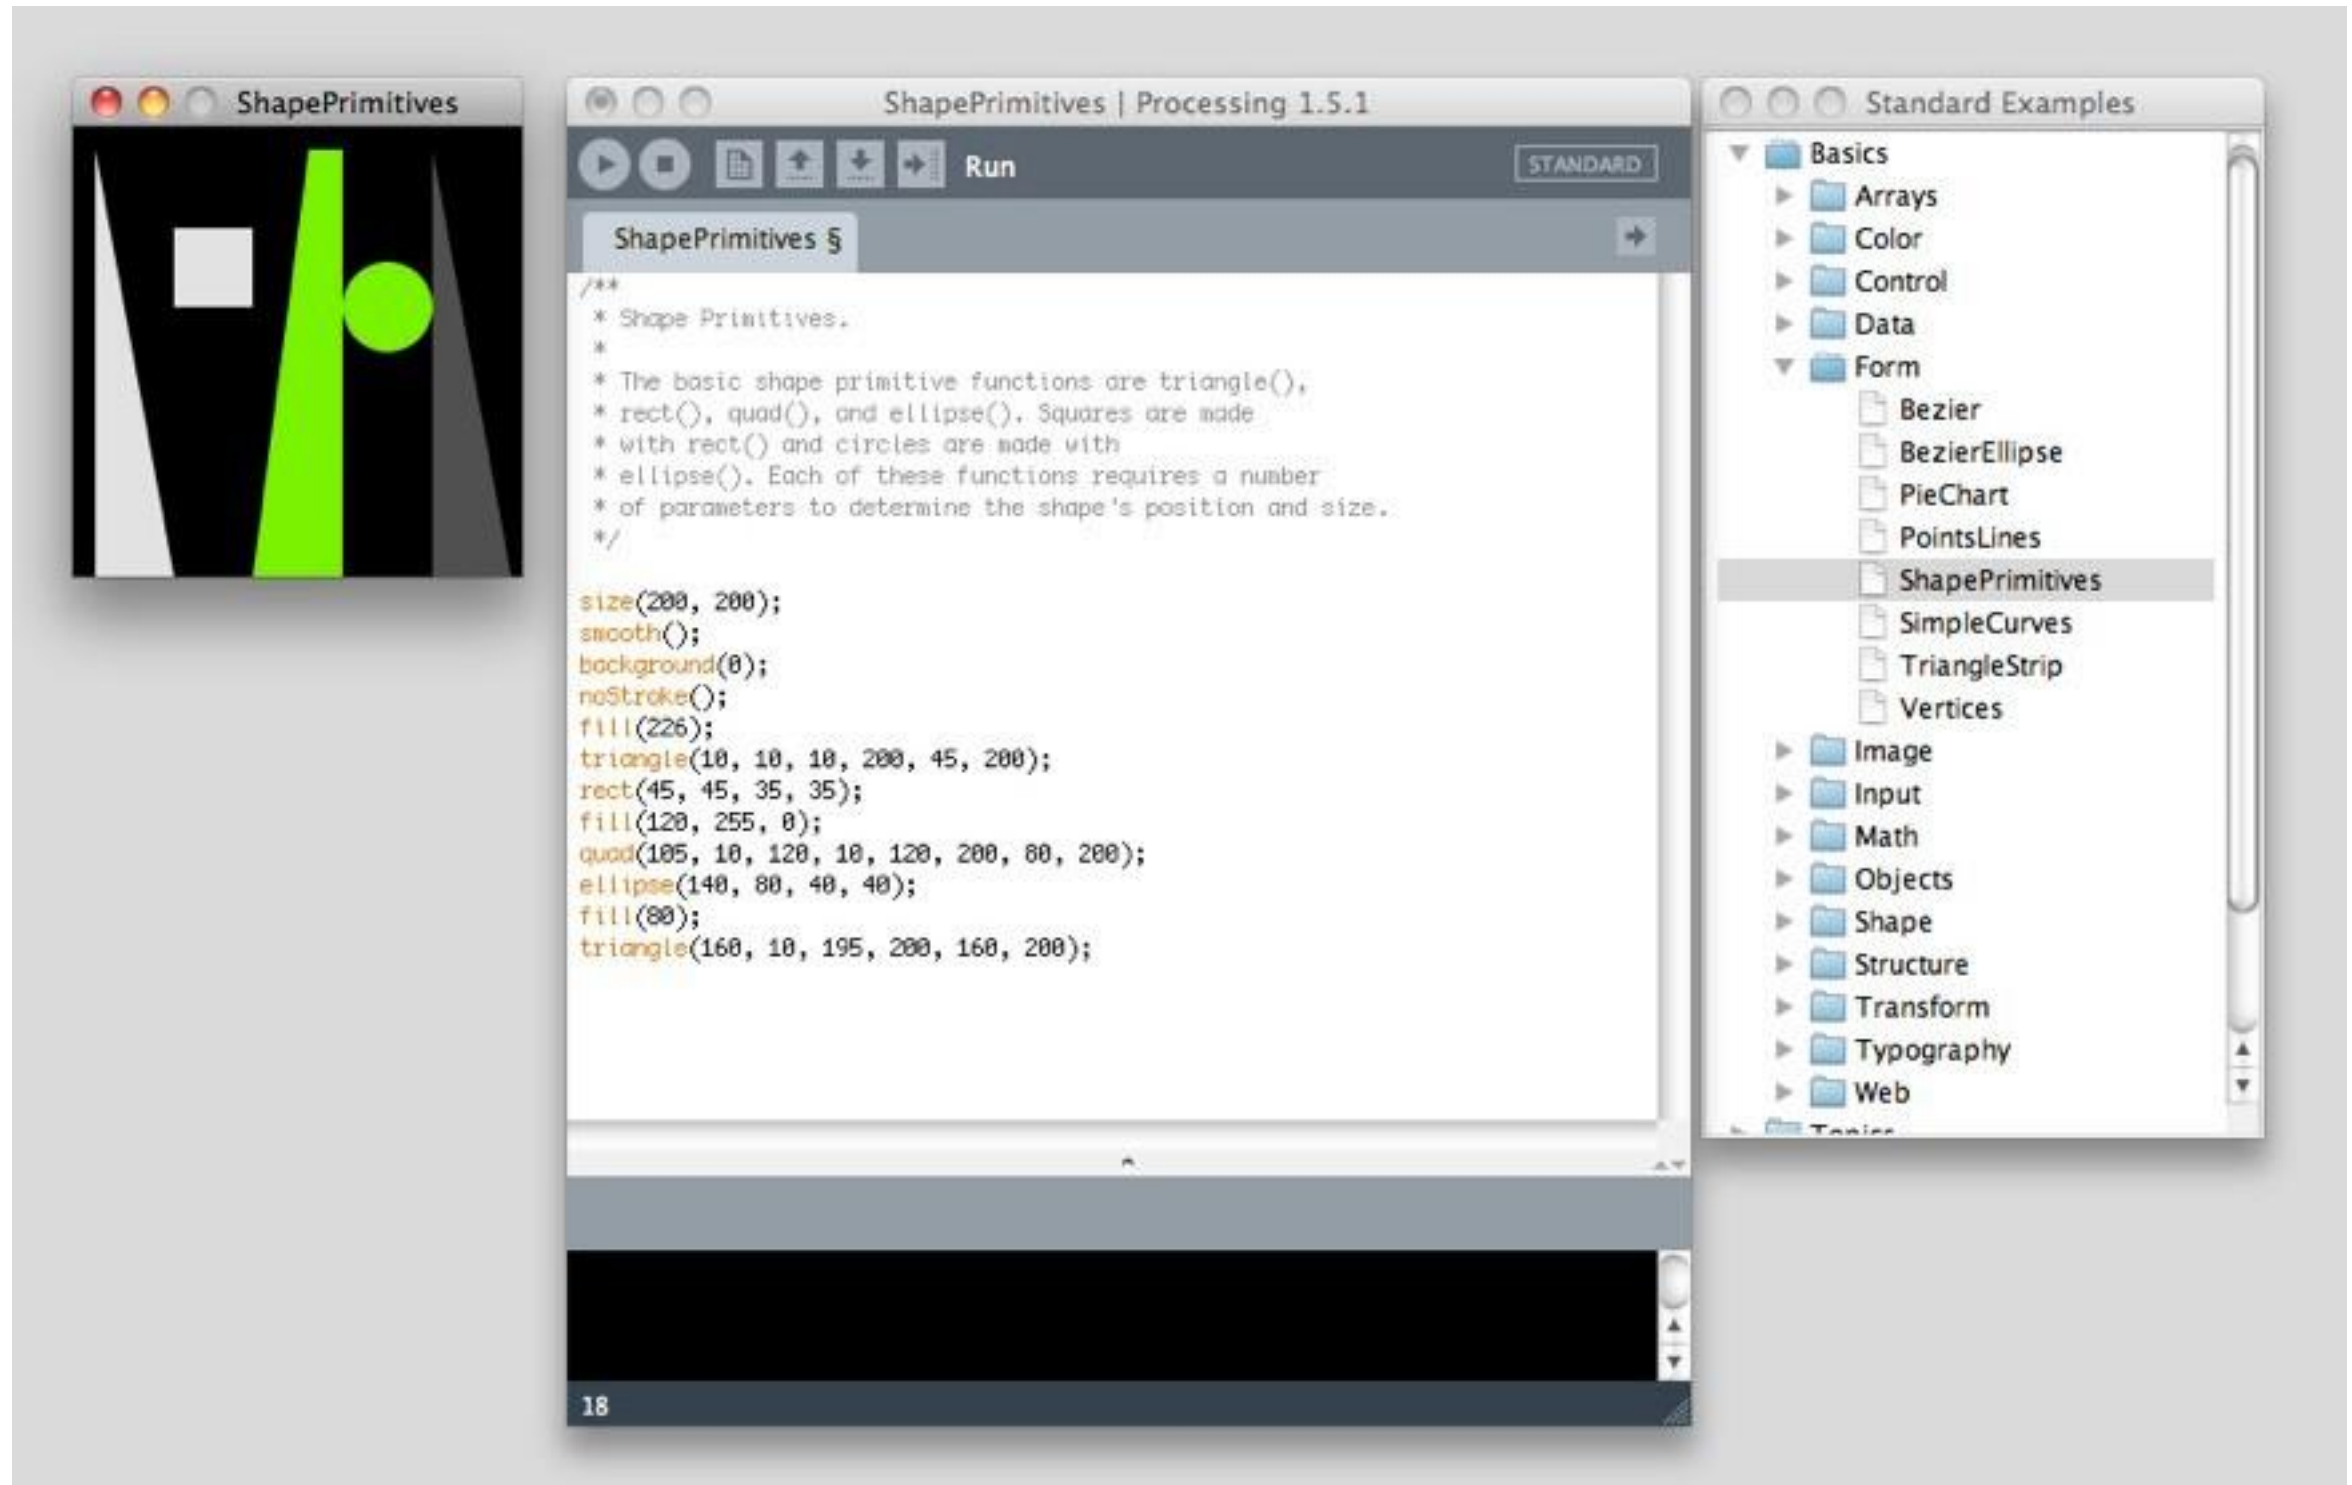 ShapePrimitives
ShapePrimitives | Processing 1.5.1
Run
STANDARD
ShapePrimitives §
/**
* Shape Primitives.
*
* The basic shape primitive functions are triangle(),
* rect(), quad(), and ellipse(). Squares are made
* with rect() and circles are made with
* ellipse(). Each of these functions requires a number
* of parameters to determine the shape's position and size.
*/
size(200, 200);
smooth();
background(0);
noStroke();
fill(226);
triangle(10, 10, 10, 200, 45, 200);
rect(45, 45, 35, 35);
fill(120, 255, 0);
quad(105, 10, 120, 10, 120, 200, 80, 200);
ellipse(140, 80, 40, 40);
fill(80);
triangle(160, 10, 195, 200, 160, 200);
18
Standard Examples
Basics
Arrays
Color
Control
Data
Form
Bezier
BezierEllipse
PieChart
PointsLines
ShapePrimitives
SimpleCurves
TriangleStrip
Vertices
Image
Input
Math
Objects
Shape
Structure
Transform
Typography
Web
Topics